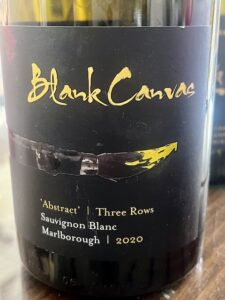 Blank Canvas
'Abstract' | Three Rows
Sauvignon Blanc
Marlborough | 2020